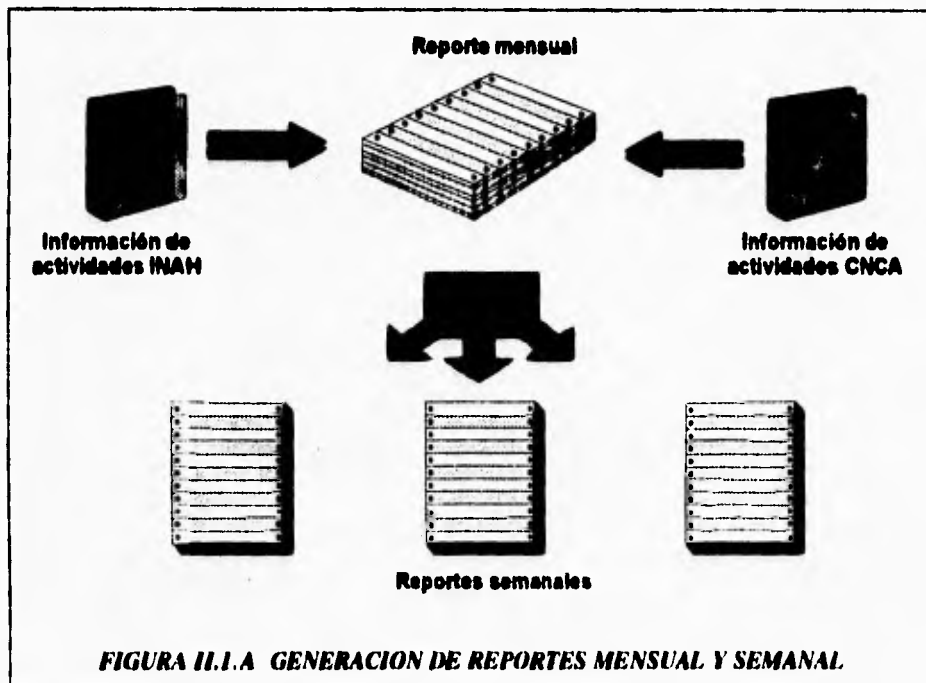 Reporte mensual
Información de
actividades INAH
Información de
actividades CNCA
Reportes semanales
FIGURA II.1.A GENERACION DE REPORTES MENSUAL Y SEMANAL